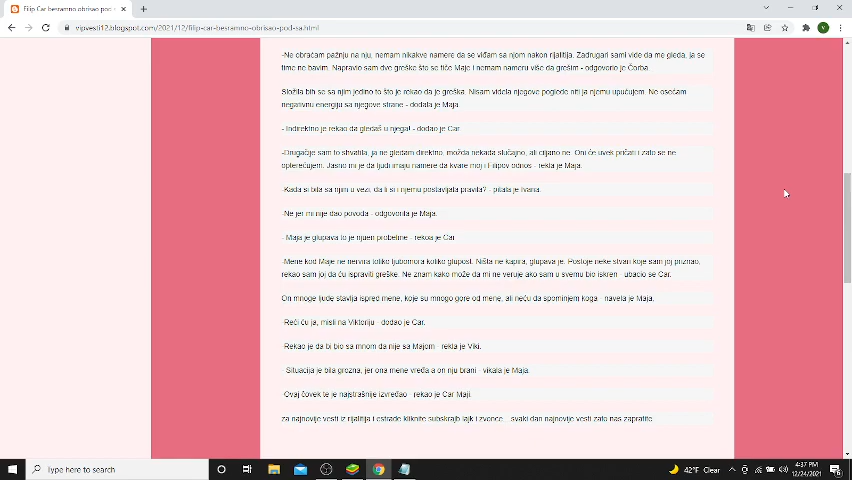 Filip Car besramno obrisao pod -
vipvesti12.blogspot.com/2021/12/filip-car-besramno-obrisao-pod-sa.html
V
-Ne obraćam pažnju na nju, nemam nikakve namere da se viđam sa njom nakon rijalitija. Zadrugari sami vide da me gleda, ja se
time ne bavim. Napravio sam dve greške što se tiče Maje i nemam nameru više da grešim - odgovorio je Čorba.
Složila bih se sa njim jedino to što je rekao da je greška. Nisam videla njegove poglede niti ja njemu upućujem. Ne osećam
negativnu energiju sa njegove strane - dodala je Maja.
- Indirektno je rekao da gledaš u njega! - dodao je Car.
-Drugačije sam to shvatila, ja ne gledam direktno, možda nekada slučajno, ali ciljano ne. Oni će uvek pričati i zato se ne
opterećujem. Jasno mi je da ljudi imaju namere da kvare moj i Filipov odnos - rekla je Maja.
-Kada si bila sa njim u vezi, da li si i njemu postavljala pravila? - pitala je Ivana.
-Ne jer mi nije dao povoda - odgovorila je Maja.
- Maja je glupava to je njuen probelme - rekoa je Car
-Mene kod Maje ne nervira toliko ljubomora koliko glupost. Ništa ne kapira, glupava je. Postoje neke stvari koje sam joj priznao,
rekao sam joj da ću ispraviti greške. Ne znam kako može da mi ne veruje ako sam u svemu bio iskren - ubacio se Car.
On mnoge ljude stavlja ispred mene, koje su mnogo gore od mene, ali neću da spominjem koga - navela je Maja.
-Reći ću ja, misli na Viktoriju - dodao je Car.
-Rekao je da bi bio sa mnom da nije sa Majom - rekla je Viki.
- Situacija je bila grozna, jer ona mene vređa a on nju brani - vikala je Maja.
-Ovaj čovek te je najstrašnije izvređao - rekao je Car Maji.
za najnovije vesti iz rijalitija i estrade kliknite subskrajb lajk i zvonce svaki dan najnovije vesti zato nas zapratite
Type here to search
42°F Clear
4:37 PM
12/24/2021
6